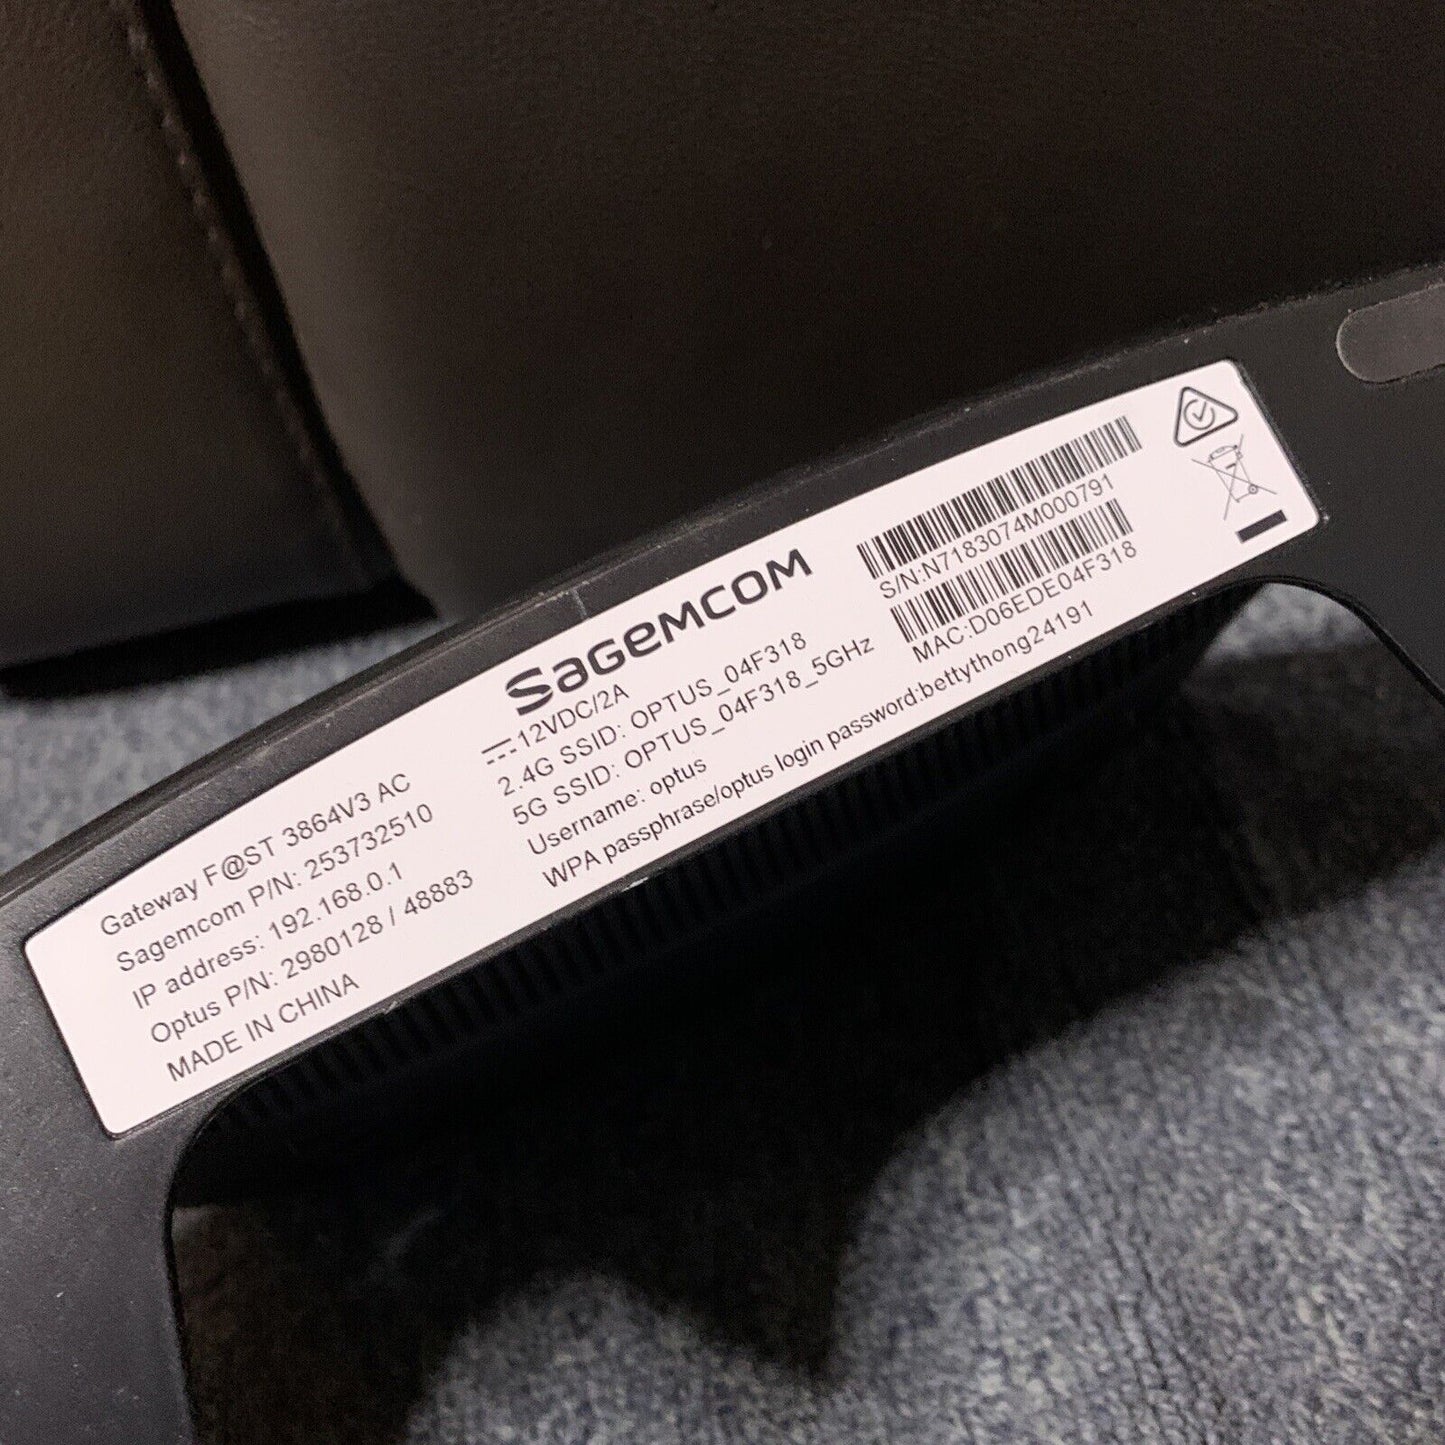 Gateway F@ST 3864V3 AC
Sagemcom P/N: 253732510
IP address: 192.168.0.1
Optus P/N: 2980128 / 48883
MADE IN CHINA
SAGEMCOM
12VDC/2A
2.4G SSID: OPTUS_04F318
5G SSID: OPTUS_04F318_5GHz
Username: optus
WPA passphrase/optus login password:bettythong24191
S/N:N7183074M000791
MAC:D06EDE04F318